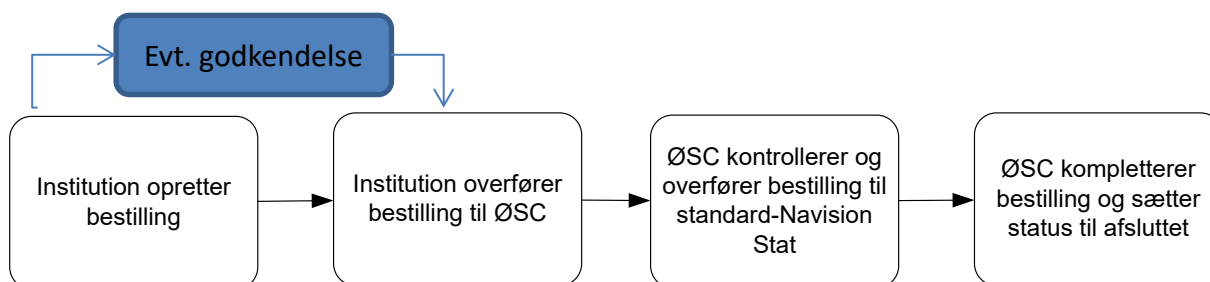 Evt. godkendelse
Institution opretter
bestilling
Institution overfører
bestilling til ØSC
ØSC kontrollerer og
overfører bestilling til
standard-Navision
Stat
ØSC kompletterer
bestilling og sætter
status til afsluttet